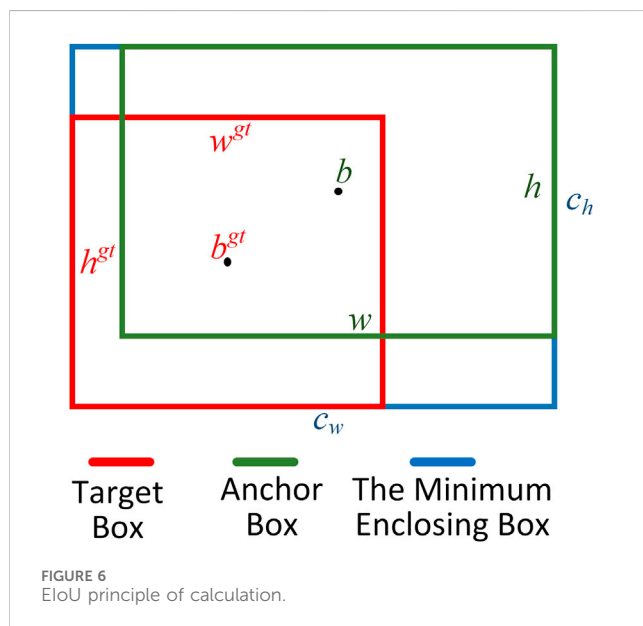 w^gt
b
h
c_h
b^gt
h^gt
w
c_w
Target
Box
Anchor
Box
The Minimum
Enclosing Box
FIGURE 6
EIoU principle of calculation.